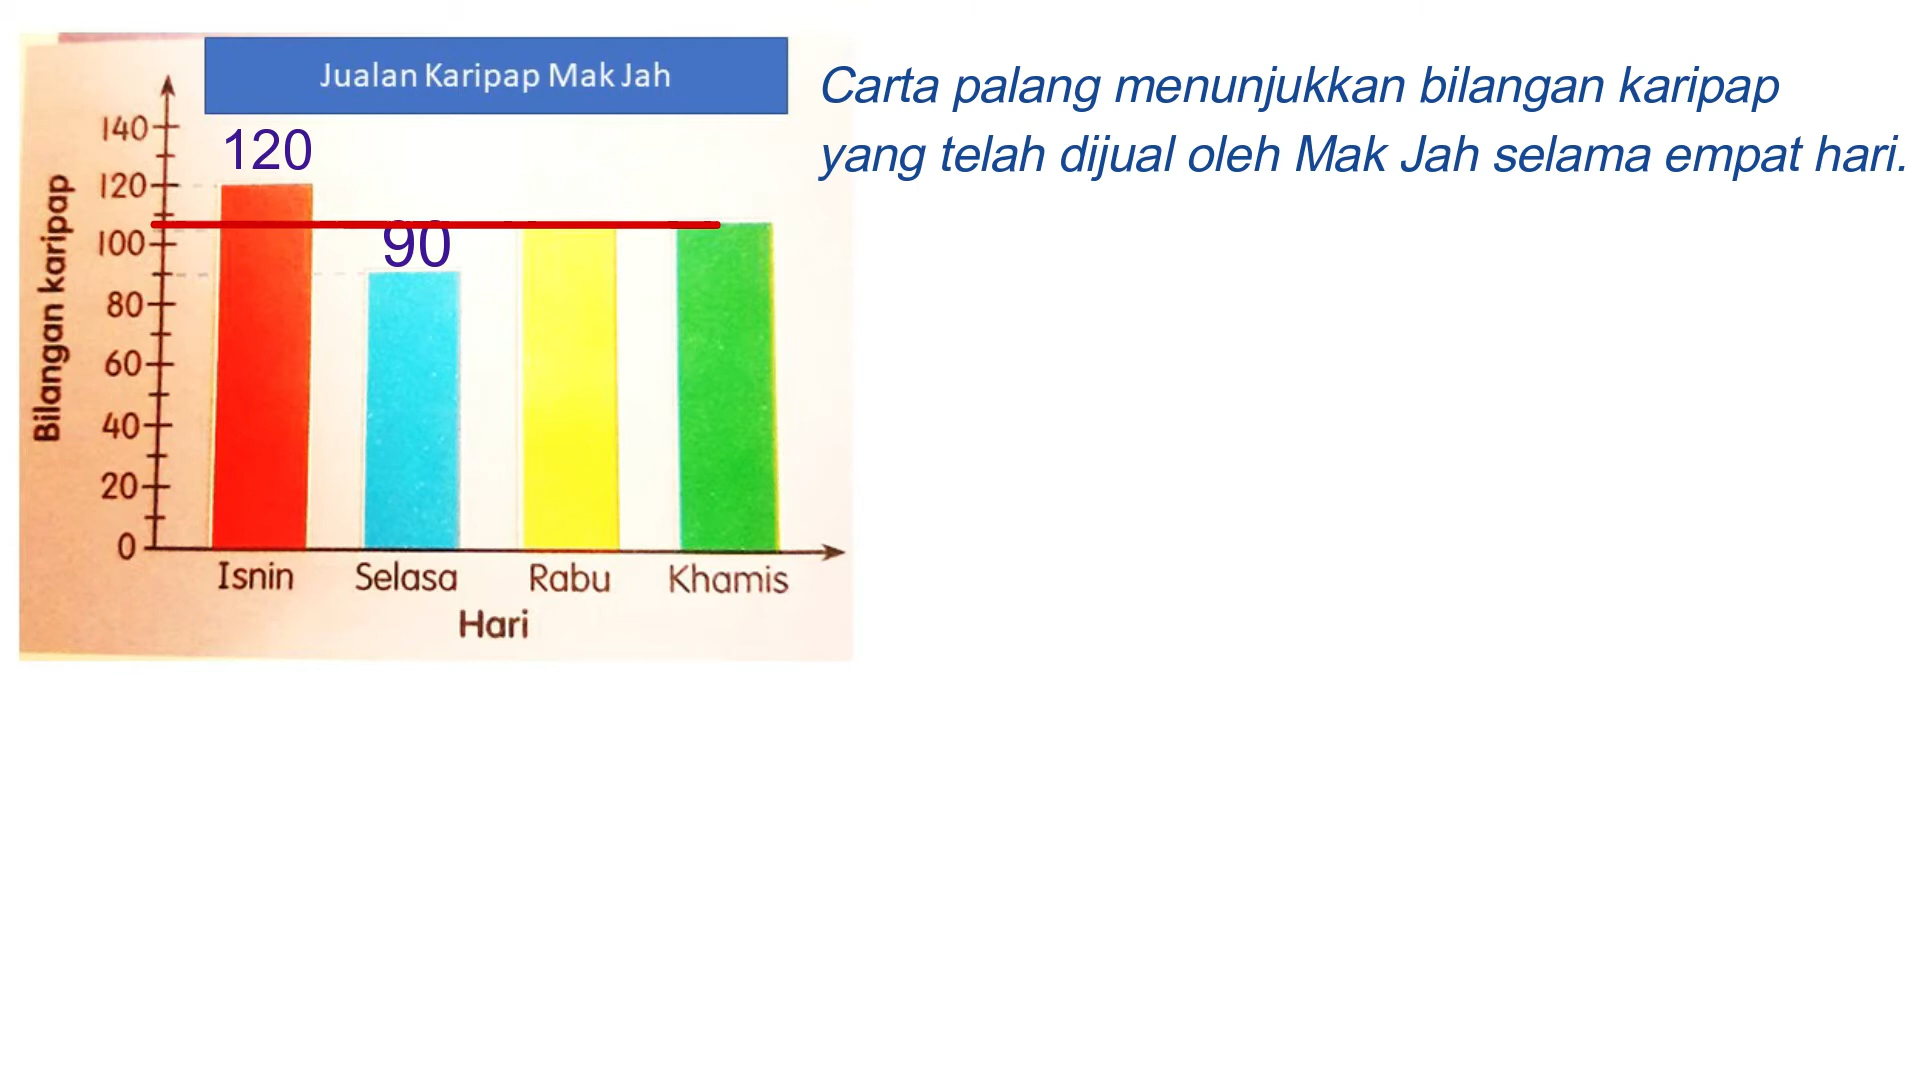 Jualan Karipap Mak Jah
Carta palang menunjukkan bilangan karipap
yang telah dijual oleh Mak Jah selama empat hari.
Bilangan karipap
140
120
100
80
60
40
20
0
120
90
Isnin Selasa Rabu Khamis
Hari